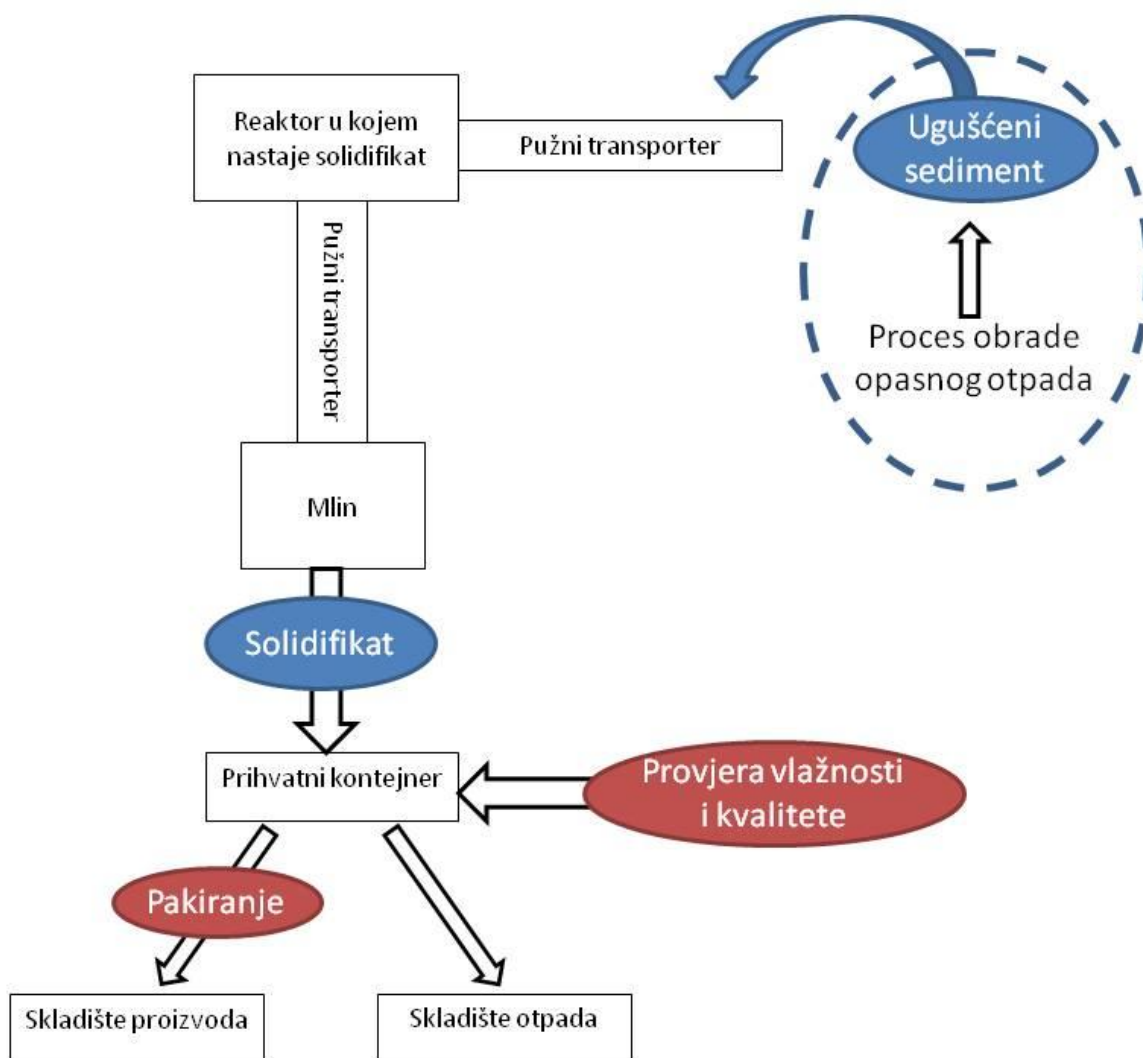 Reaktor u kojem
nastaje solidifikat
Pužni transporter
Ugušćeni
sediment
Pužni transporter
Proces obrade
opasnog otpada
Mlin
Solidifikat
Prihvatni kontejner
Provjera vlažnosti
i kvalitete
Pakiranje
Skladište proizvoda
Skladište otpada